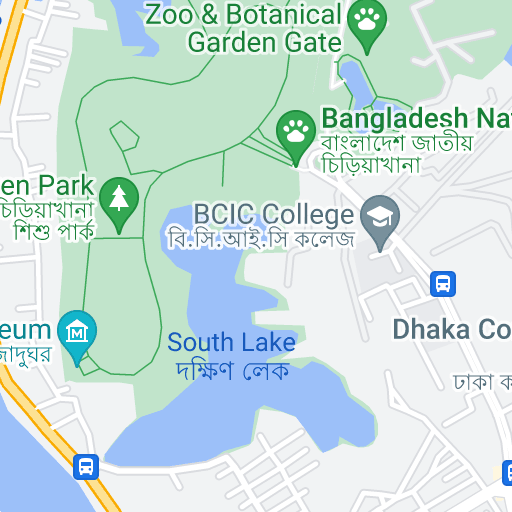 Zoo & Botanical
Garden Gate
Bangladesh Nat
বাংলাদেশ জাতীয়
চিড়িয়াখানা
en Park
চিড়িয়াখানা
শিশু পার্ক
BCIC College
বি.সি.আই.সি কলেজ
eum
জাদুঘর
South Lake
দক্ষিণ লেক
Dhaka Co
ঢাকা ক